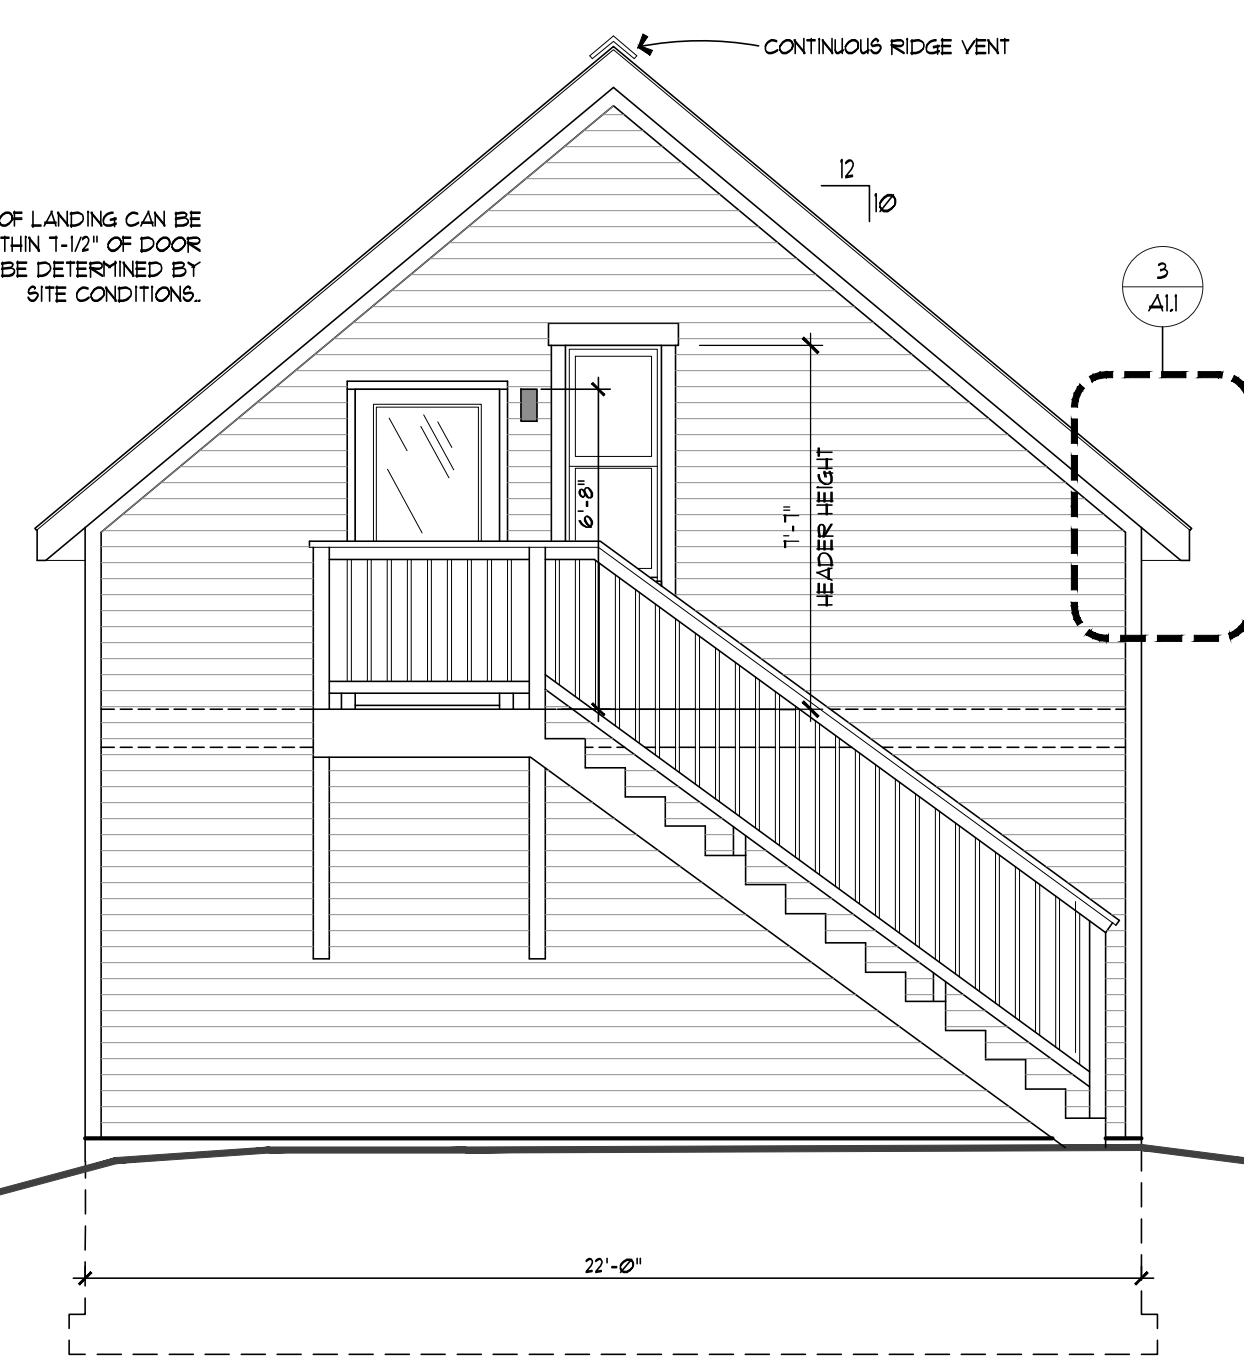 CONTINUOUS RIDGE VENT
12
10
OF LANDING CAN BE
THIN 7-1/2" OF DOOR
BE DETERMINED BY
SITE CONDITIONS..
3
A1.1
6'-8"
7'-7"
HEADER HEIGHT
22'-0"